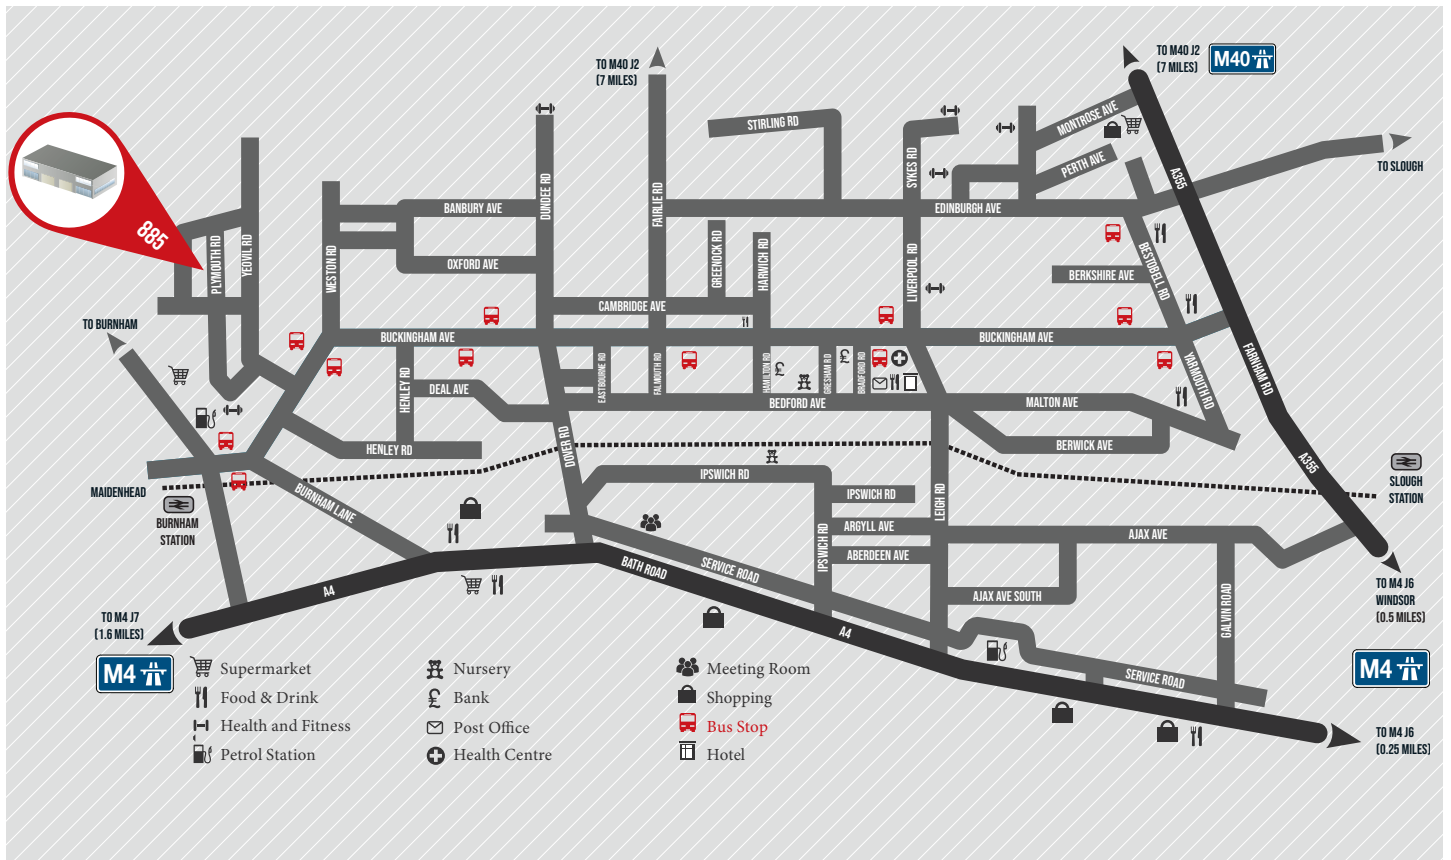 TO M40 J2
(7 MILES)
TO M40 J2
(7 MILES)
M40
STIRLING RD
MONTROSE AVE
PERTH AVE
TO SLOUGH
A355
SYKES RD
DUNDEE RD
FAIRLIE RD
BANBURY AVE
EDINBURGH AVE
885
PLYMOUTH RD
YEOVIL RD
WESTON RD
OXFORD AVE
GREENOCK RD
HARWICH RD
LIVERPOOL RD
BERKSHIRE AVE
BESTOBELL RD
CAMBRIDGE AVE
TO BURNHAM
BUCKINGHAM AVE
BUCKINGHAM AVE
FARNHAM RD
HENLEY RD
DEAL AVE
EASTBOURNE RD
FALMOUTH RD
HAMILTON RD
GRESHAM RD
BRADFORD RD
YARMOUTH RD
BEDFORD AVE
MALTON AVE
HENLEY RD
DOVER RD
BERWICK AVE
A355
MAIDENHEAD
BURNHAM
STATION
BURNHAM LANE
IPSWICH RD
IPSWICH RD
LEIGH RD
SLOUGH
STATION
ARGYLL AVE
IPSWICH RD
ABERDEEN AVE
AJAX AVE
SERVICE ROAD
BATH ROAD
AJAX AVE SOUTH
GALVIN ROAD
A4
A4
TO M4 J6
WINDSOR
(0.5 MILES)
TO M4 J7
(1.6 MILES)
M4
M4
SERVICE ROAD
TO M4 J6
(0.25 MILES)
Supermarket
Food & Drink
Health and Fitness
Petrol Station
Nursery
£ Bank
Post Office
Health Centre
Meeting Room
Shopping
Bus Stop
Hotel
£
£